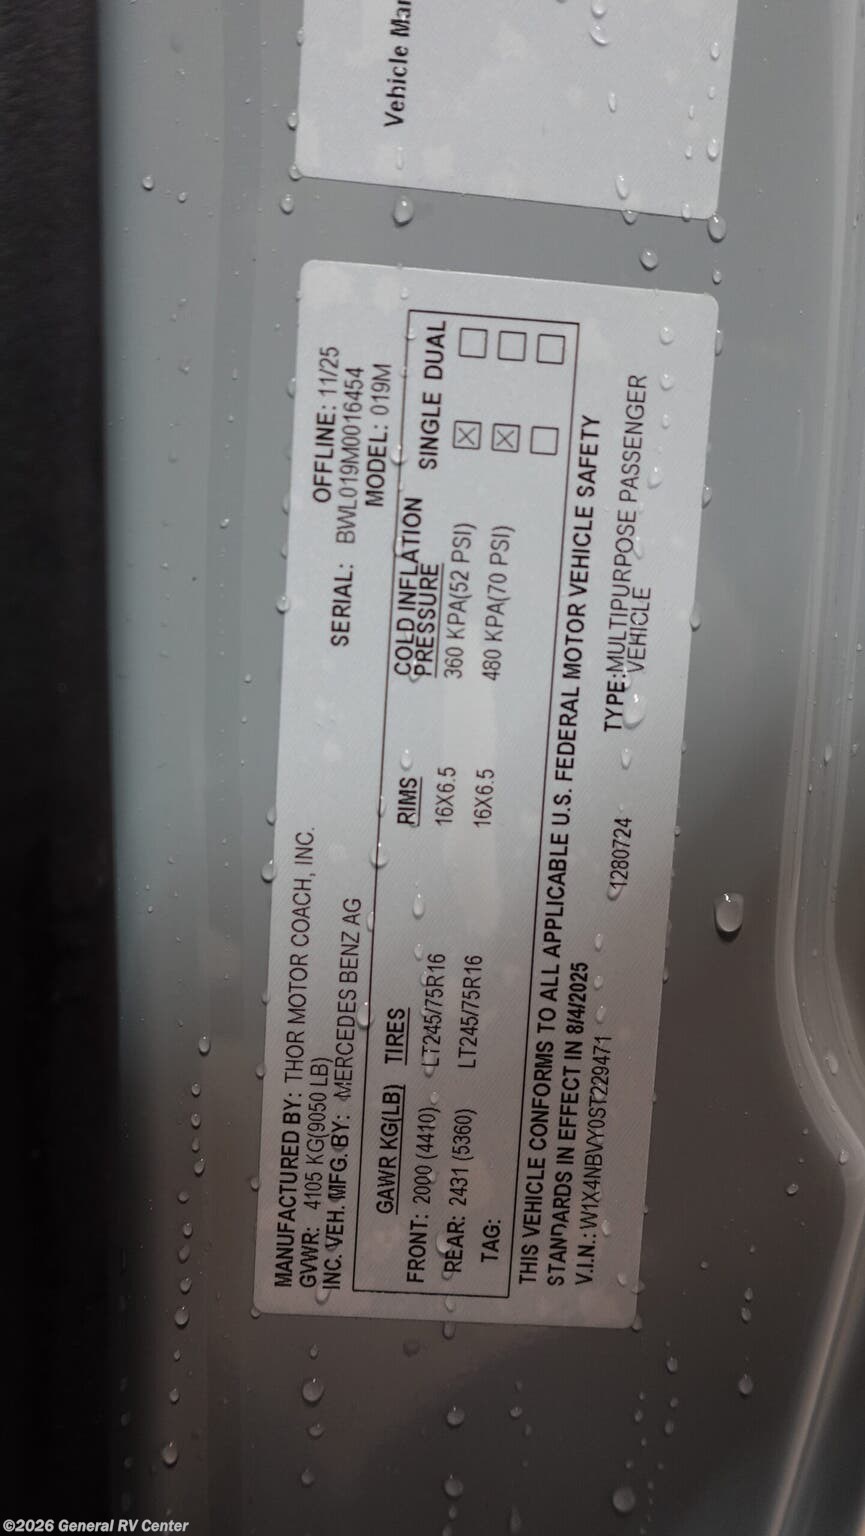 Vehicle Mar
MANUFACTURED BY: THOR MOTOR COACH, INC. OFFLINE: 11/25
GVWR: 4105 KG(9050 LB) SERIAL: BWL019M0016454
INC. VEH. MFG. BY: MERCEDES BENZ AG MODEL: 019M
GAWR KG(LB) TIRES RIMS COLD INFLATION PRESSURE SINGLE DUAL
FRONT: 2000 (4410) LT245/75R16 16X6.5 360 KPA(52 PSI)
REAR: 2431 (5360) LT245/75R16 16X6.5 480 KPA(70 PSI)
TAG:
THIS VEHICLE CONFORMS TO ALL APPLICABLE U.S. FEDERAL MOTOR VEHICLE SAFETY
STANDARDS IN EFFECT IN 8/4/2025
V.I.N.: W1X4NBVY0ST229471 1280724 TYPE: MULTIPURPOSE PASSENGER
VEHICLE
©2026 General RV Center